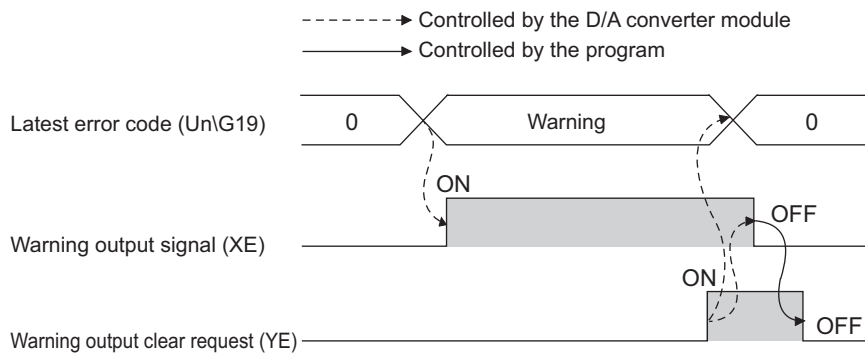 Controlled by the D/A converter module
Controlled by the program
Latest error code (Un\G19)
0
Warning
0
ON
Warning output signal (XE)
OFF
ON
Warning output clear request (YE)
OFF